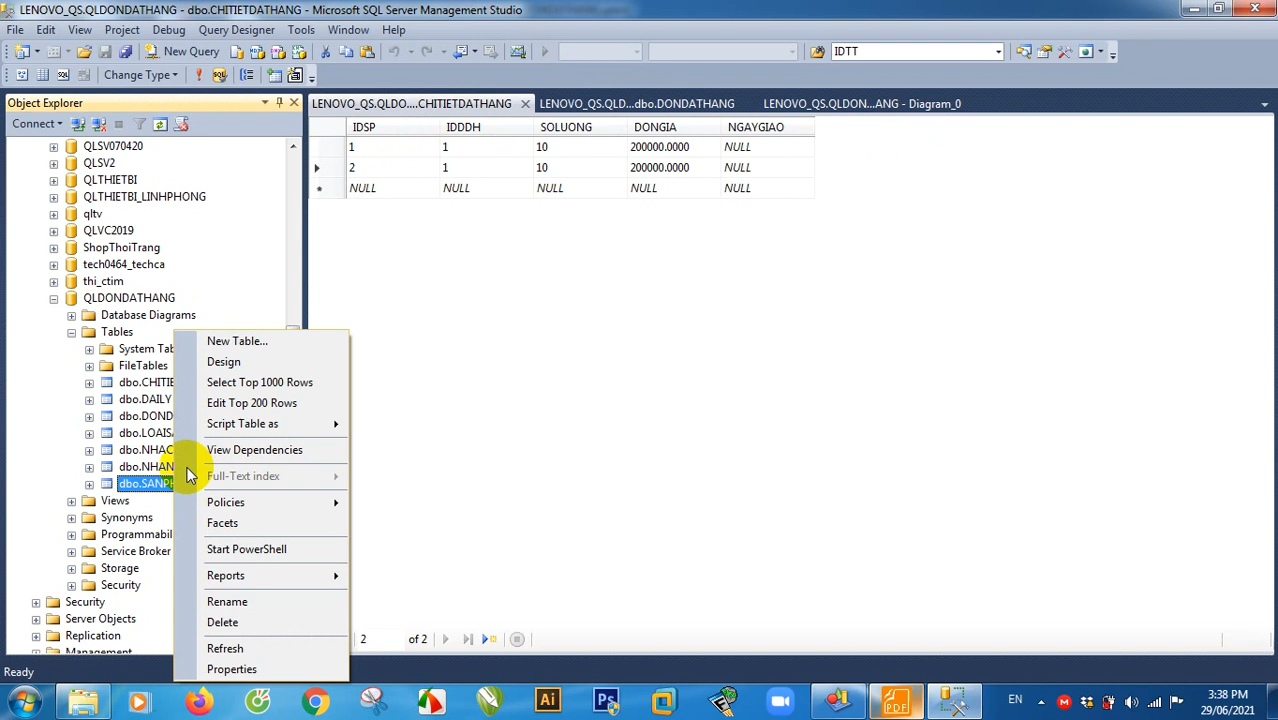 LENOVO_QS.QLDONDATHANG - dbo.CHITIETDATHANG - Microsoft SQL Server Management Studio
File Edit View Project Debug Query Designer Tools Window Help
New Query IDTT
Change Type
Object Explorer
LENOVO_QS.QLDO....CHITIETDATHANG LENOVO_QS.QLD...dbo.DONDATHANG LENOVO_QS.QLDON...ANG - Diagram_0
Connect
IDSP IDDDH SOLUONG DONGIA NGAYGIAO
1 1 10 200000.0000 NULL
2 1 10 200000.0000 NULL
NULL NULL NULL NULL NULL
QLSV070420
QLSV2
QLTHIETBI
QLTHIETBI_LINHPHONG
qltv
QLVC2019
ShopThoiTrang
tech0464_techca
thi_ctim
QLDONDATHANG
Database Diagrams
Tables
System Tab
FileTables
dbo.CHITIE
dbo.DAILY
dbo.DOND
dbo.LOAISA
dbo.NHAC
dbo.NHAN
dbo.SANPH
Views
Synonyms
Programmabil
Service Broker
Storage
Security
Security
Server Objects
Replication
Management
New Table...
Design
Select Top 1000 Rows
Edit Top 200 Rows
Script Table as
View Dependencies
Full-Text index
Policies
Facets
Start PowerShell
Reports
Rename
Delete
Refresh
Properties
2 of 2
Ready
Ai Ps PDF EN
3:38 PM
29/06/2021